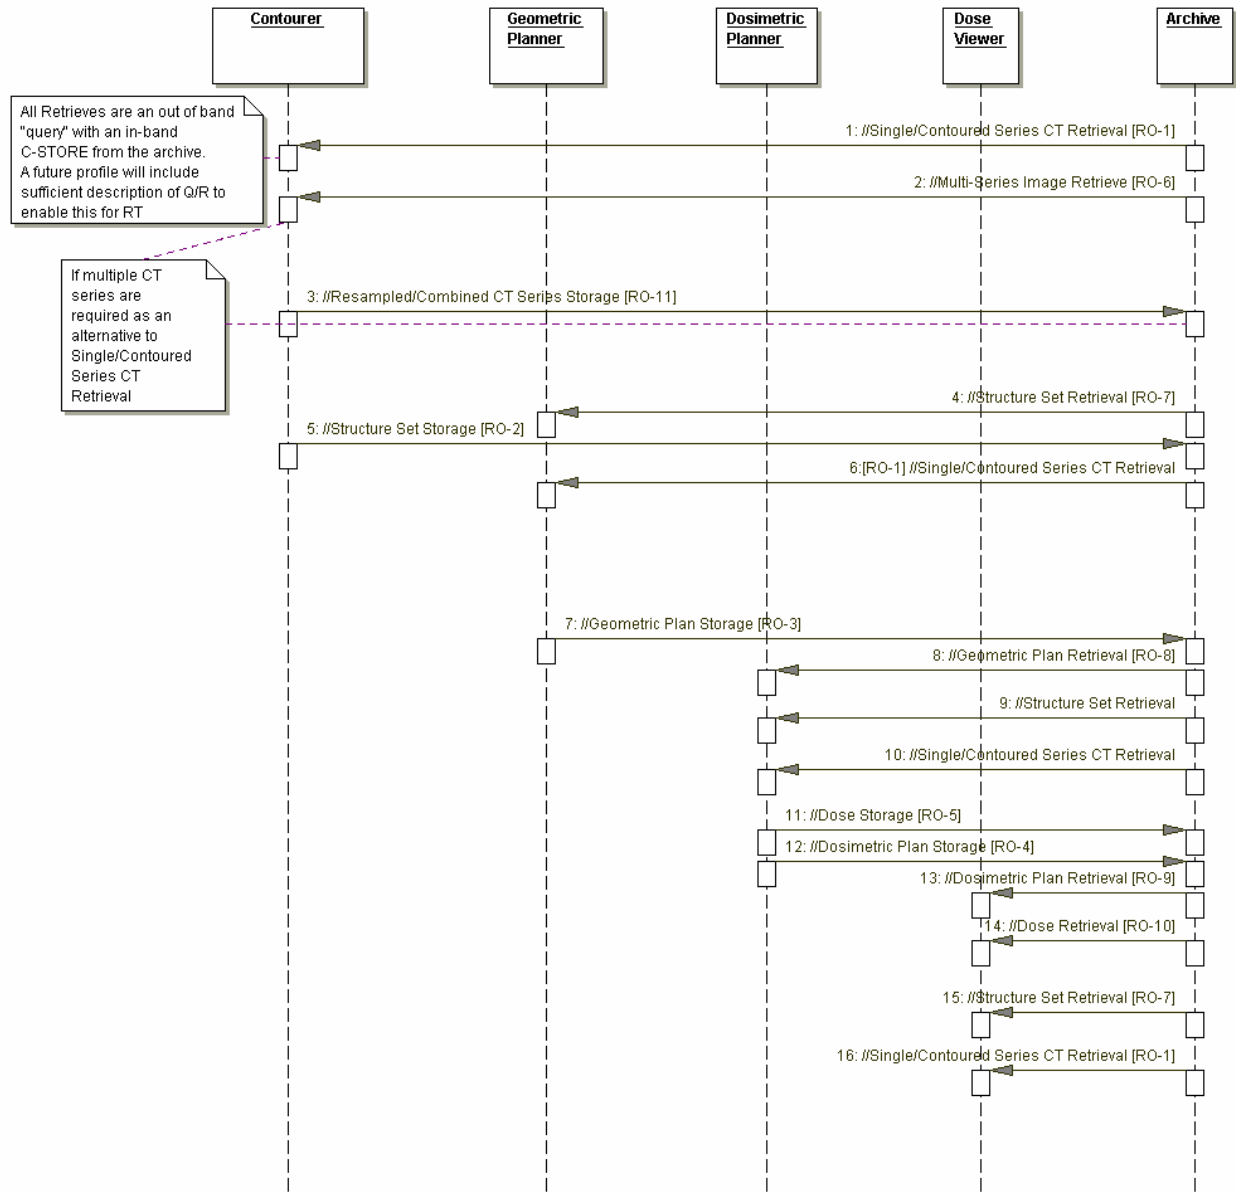 Contourer
Geometric
Planner
Dosimetric
Planner
Dose
Viewer
Archive
All Retrieves are an out of band
"query" with an in-band
C-STORE from the archive.
A future profile will include
sufficient description of Q/R to
enable this for RT
1: //Single/Contoured Series CT Retrieval [RO-1]
2: //Multi-Series Image Retrieve [RO-6]
If multiple CT
series are
required as an
alternative to
Single/Contoured
Series CT
Retrieval
3: //Resampled/Combined CT Series Storage [RO-11]
4: //Structure Set Retrieval [RO-7]
5: //Structure Set Storage [RO-2]
6:[RO-1] //Single/Contoured Series CT Retrieval
7: //Geometric Plan Storage [RO-3]
8: //Geometric Plan Retrieval [RO-8]
9: //Structure Set Retrieval
10: //Single/Contoured Series CT Retrieval
11: //Dose Storage [RO-5]
12: //Dosimetric Plan Storage [RO-4]
13: //Dosimetric Plan Retrieval [RO-9]
14: //Dose Retrieval [RO-10]
15: //Structure Set Retrieval [RO-7]
16: //Single/Contoured Series CT Retrieval [RO-1]